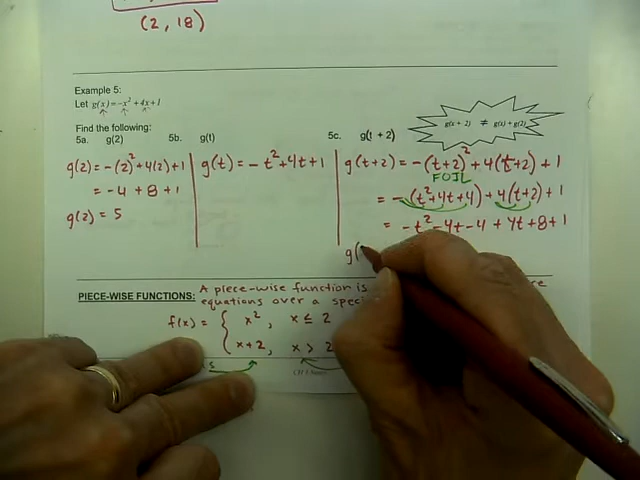 (2, 18)
Example 5:
Let g(x) = -x² + 4x + 1
g(x + 2) ≠ g(x) + g(2)
Find the following:
5a. g(2) 5b. g(t) 5c. g(t + 2)
g(2) = -(2)² + 4(2) + 1
= -4 + 8 + 1
g(2) = 5
g(t) = -t² + 4t + 1
g(t+2) = -(t+2)² + 4(t+2) + 1
FOIL
= -(t² + 4t + 4) + 4(t+2) + 1
= -t² - 4t - 4 + 4t + 8 + 1
g(
PIECE-WISE FUNCTIONS: A piece-wise function is
equations over a
f(x) = { x², x ≤ 2
x + 2, x > 2